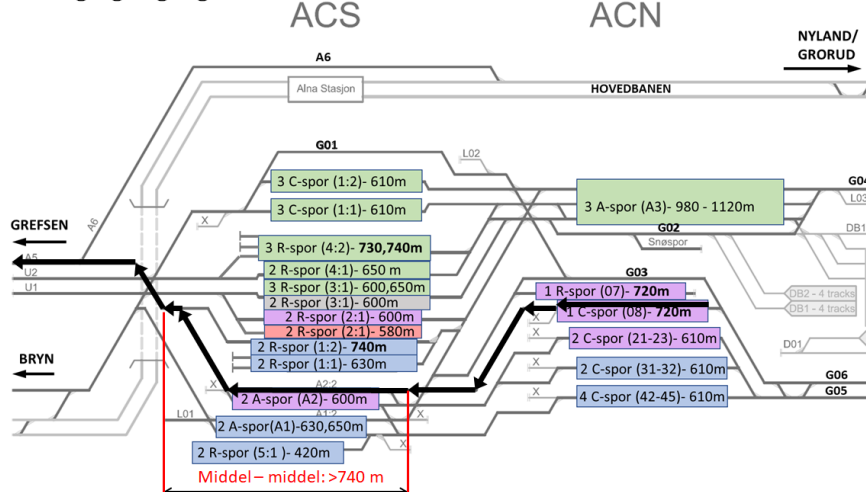 ACS
ACN
A6
NYLAND/
GRORUD
Alna Stasjon
HOVEDBANEN
G01
L02
3 C-spor (1:2)- 610m
3 C-spor (1:1)- 610m
X
A6
3 A-spor (A3)- 980 - 1120m
G04
L03
G02
DB1
Snøspor
GREFSEN
A5
U2
U1
3 R-spor (4:2)- 730,740m
2 R-spor (4:1)- 650 m
3 R-spor (3:1)- 600,650m
2 R-spor (3:1)- 600m
2 R-spor (2:1)- 600m
2 R-spor (2:1)- 580m
2 R-spor (1:2)- 740m
2 R-spor (1:1)- 630m
G03
1 R-spor (07)- 720m
1 C-spor (08)- 720m
X
X
2 C-spor (21-23)- 610m
2 C-spor (31-32)- 610m
4 C-spor (42-45)- 610m
X
DB2 - 4 tracks
DB1 - 4 tracks
D01
G06
G05
BRYN
X
A2:2
2 A-spor (A2)- 600m
L01
A1:2
X
2 A-spor(A1)-630,650m
X
2 R-spor (5:1 )- 420m
Middel – middel: >740 m